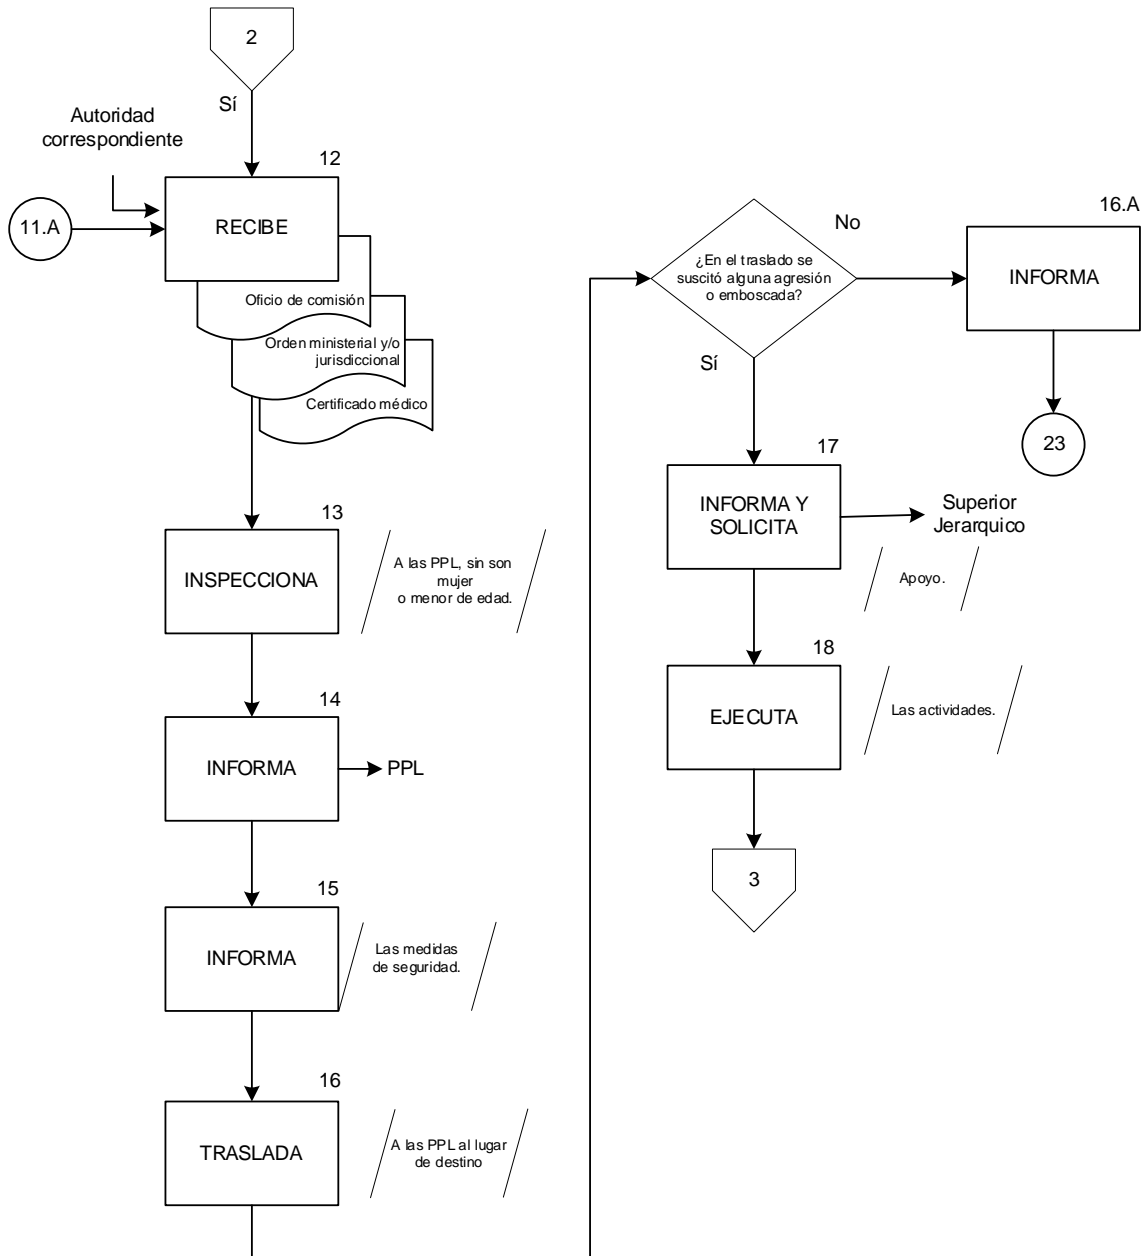 2
Sí
Autoridad
correspondiente
12
11.A
RECIBE
Oficio de comisión
Orden ministerial y/o
jurisdiccional
Certificado médico
13
INSPECCIONA
A las PPL, sin son
mujer
o menor de edad.
14
INFORMA
PPL
15
INFORMA
Las medidas
de seguridad.
16
TRASLADA
A las PPL al lugar
de destino
¿En el traslado se
suscitó alguna agresión
o emboscada?
No
16.A
INFORMA
23
Sí
17
INFORMA Y
SOLICITA
Superior
Jerarquico
Apoyo.
18
EJECUTA
Las actividades.
3